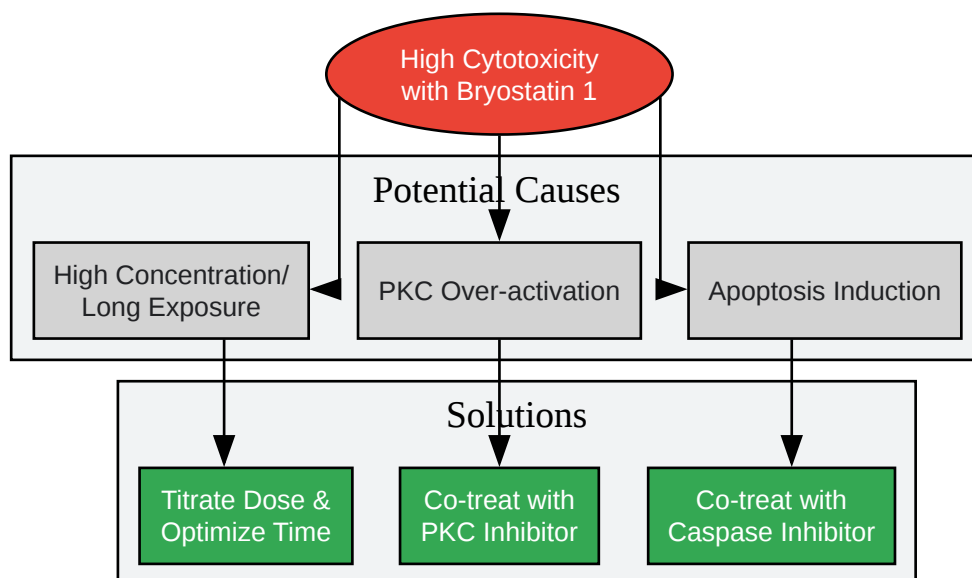 High Cytotoxicity
with Bryostatin 1
Potential Causes
High Concentration/
Long Exposure
PKC Over-activation
Apoptosis Induction
Solutions
Titrate Dose &
Optimize Time
Co-treat with
PKC Inhibitor
Co-treat with
Caspase Inhibitor